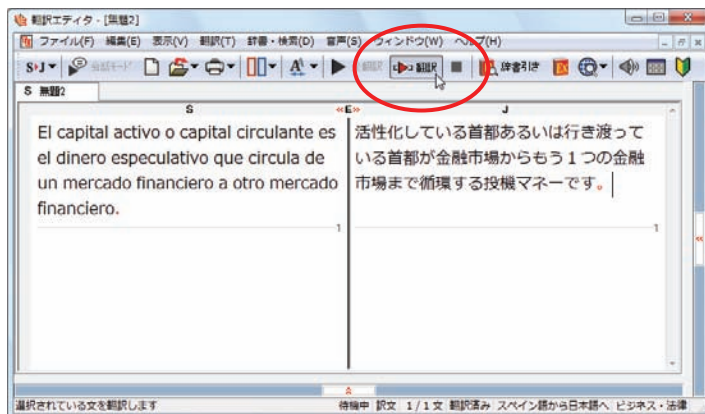 翻訳エディタ - [無題2]
ファイル(F) 編集(E) 表示(V) 翻訳(T) 辞書・検索(D) 音声(S) ウィンドウ(W) ヘルプ(H)
S›J 翻訳 翻訳 辞書引き
S 無題2
S «E» J
El capital activo o capital circulante es
el dinero especulativo que circula de
un mercado financiero a otro mercado
financiero.
1
活性化している首都あるいは行き渡って
いる首都が金融市場からもう1つの金融
市場まで循環する投機マネーです。
1
A
選択されている文を翻訳します 待機中 訳文 1/1文 翻訳済み スペイン語から日本語へ ビジネス・法律